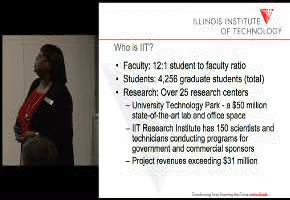 ILLINOIS INSTITUTE
OF TECHNOLOGY
Who is IIT?
• Faculty: 12:1 student to faculty ratio
• Students: 4,256 graduate students (total)
• Research: Over 25 research centers
– University Technology Park - a $50 million
state-of-the-art lab and office space
– IIT Research Institute has 150 scientists and
technicians conducting programs for
government and commercial sponsors
– Project revenues exceeding $31 million